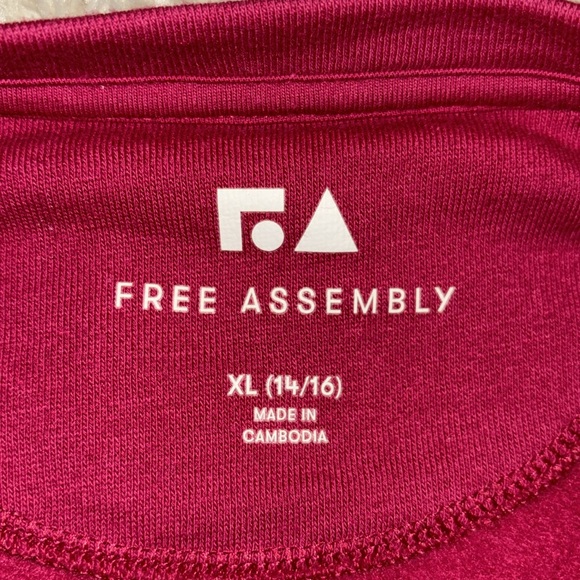 FREE ASSEMBLY
XL (14/16)
MADE IN
CAMBODIA